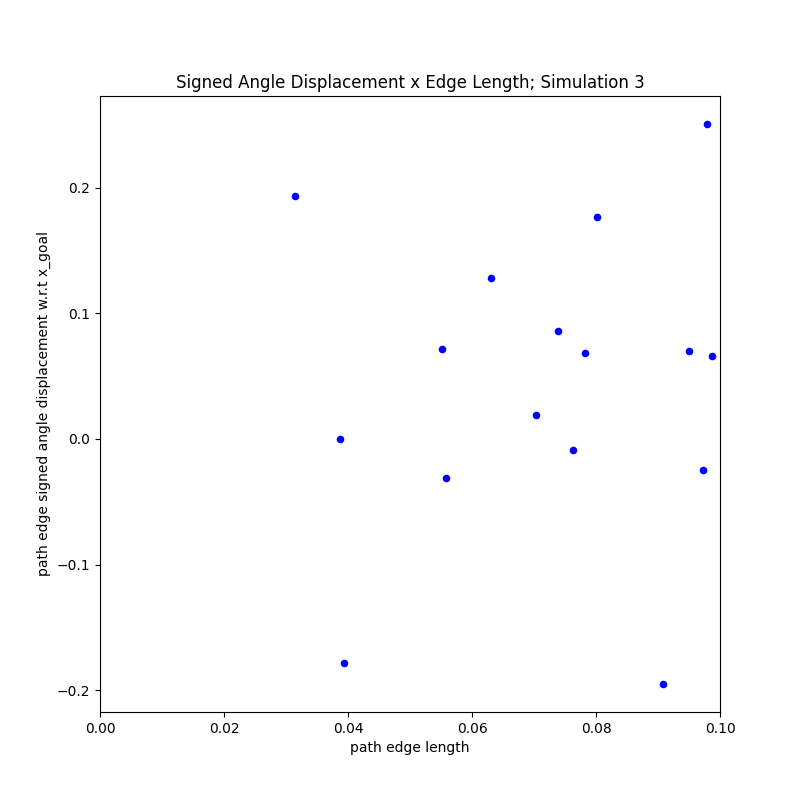 Signed Angle Displacement x Edge Length; Simulation 3
path edge signed angle displacement w.r.t x_goal
0.2
0.1
0.0
−0.1
−0.2
0.00 0.02 0.04 0.06 0.08 0.10
path edge length